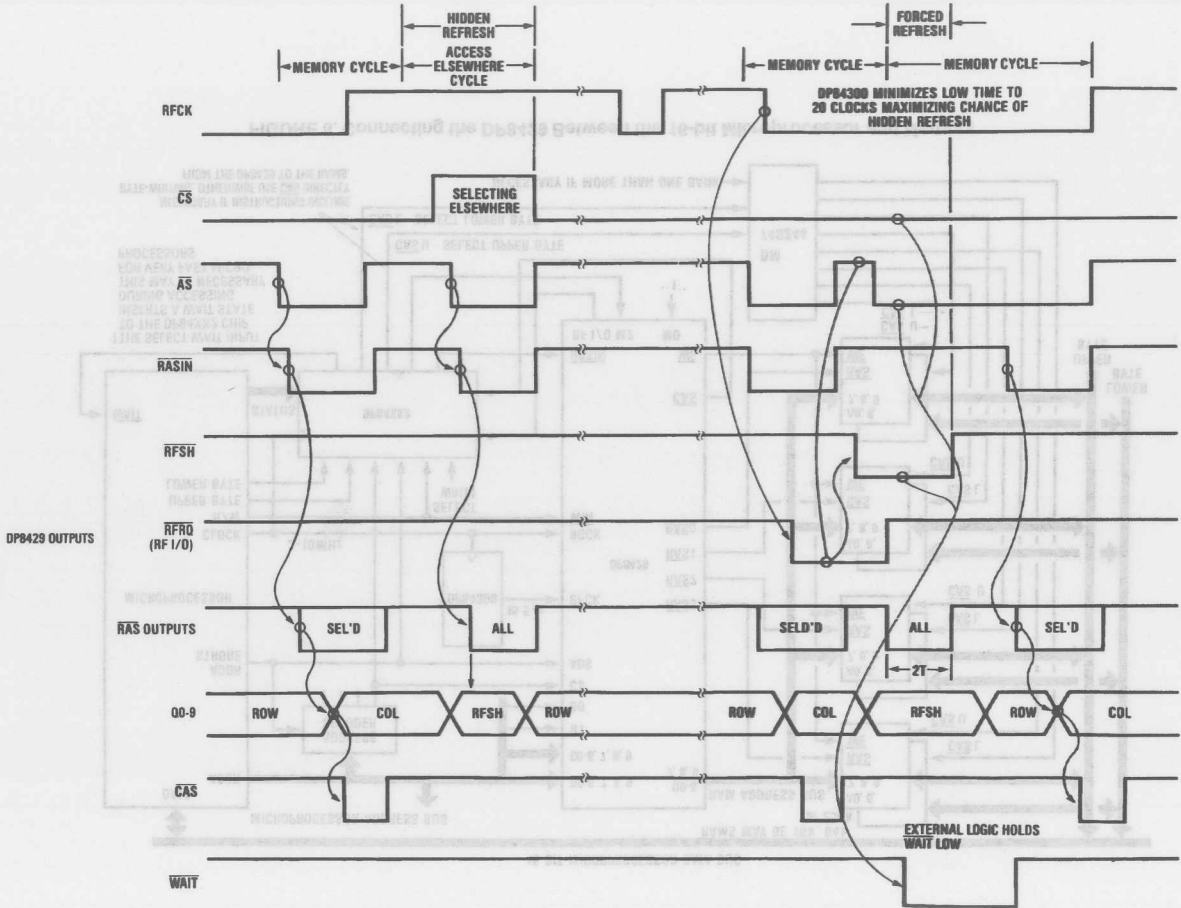 HIDDEN
REFRESH
MEMORY CYCLE
ACCESS
ELSEWHERE
CYCLE
FORCED
REFRESH
MEMORY CYCLE
MEMORY CYCLE
RFCK
DP84300 MINIMIZES LOW TIME TO
20 CLOCKS MAXIMIZING CHANCE OF
HIDDEN REFRESH
CS
SELECTING
ELSEWHERE
AS
RASIN
RFSH
DP8429 OUTPUTS
RFRQ
(RF I/O)
RAS OUTPUTS
SEL'D
ALL
SELD'D
ALL
SEL'D
2T
Q0-9
ROW
COL
RFSH
ROW
ROW
COL
RFSH
ROW
COL
CAS
EXTERNAL LOGIC HOLDS
WAIT LOW
WAIT